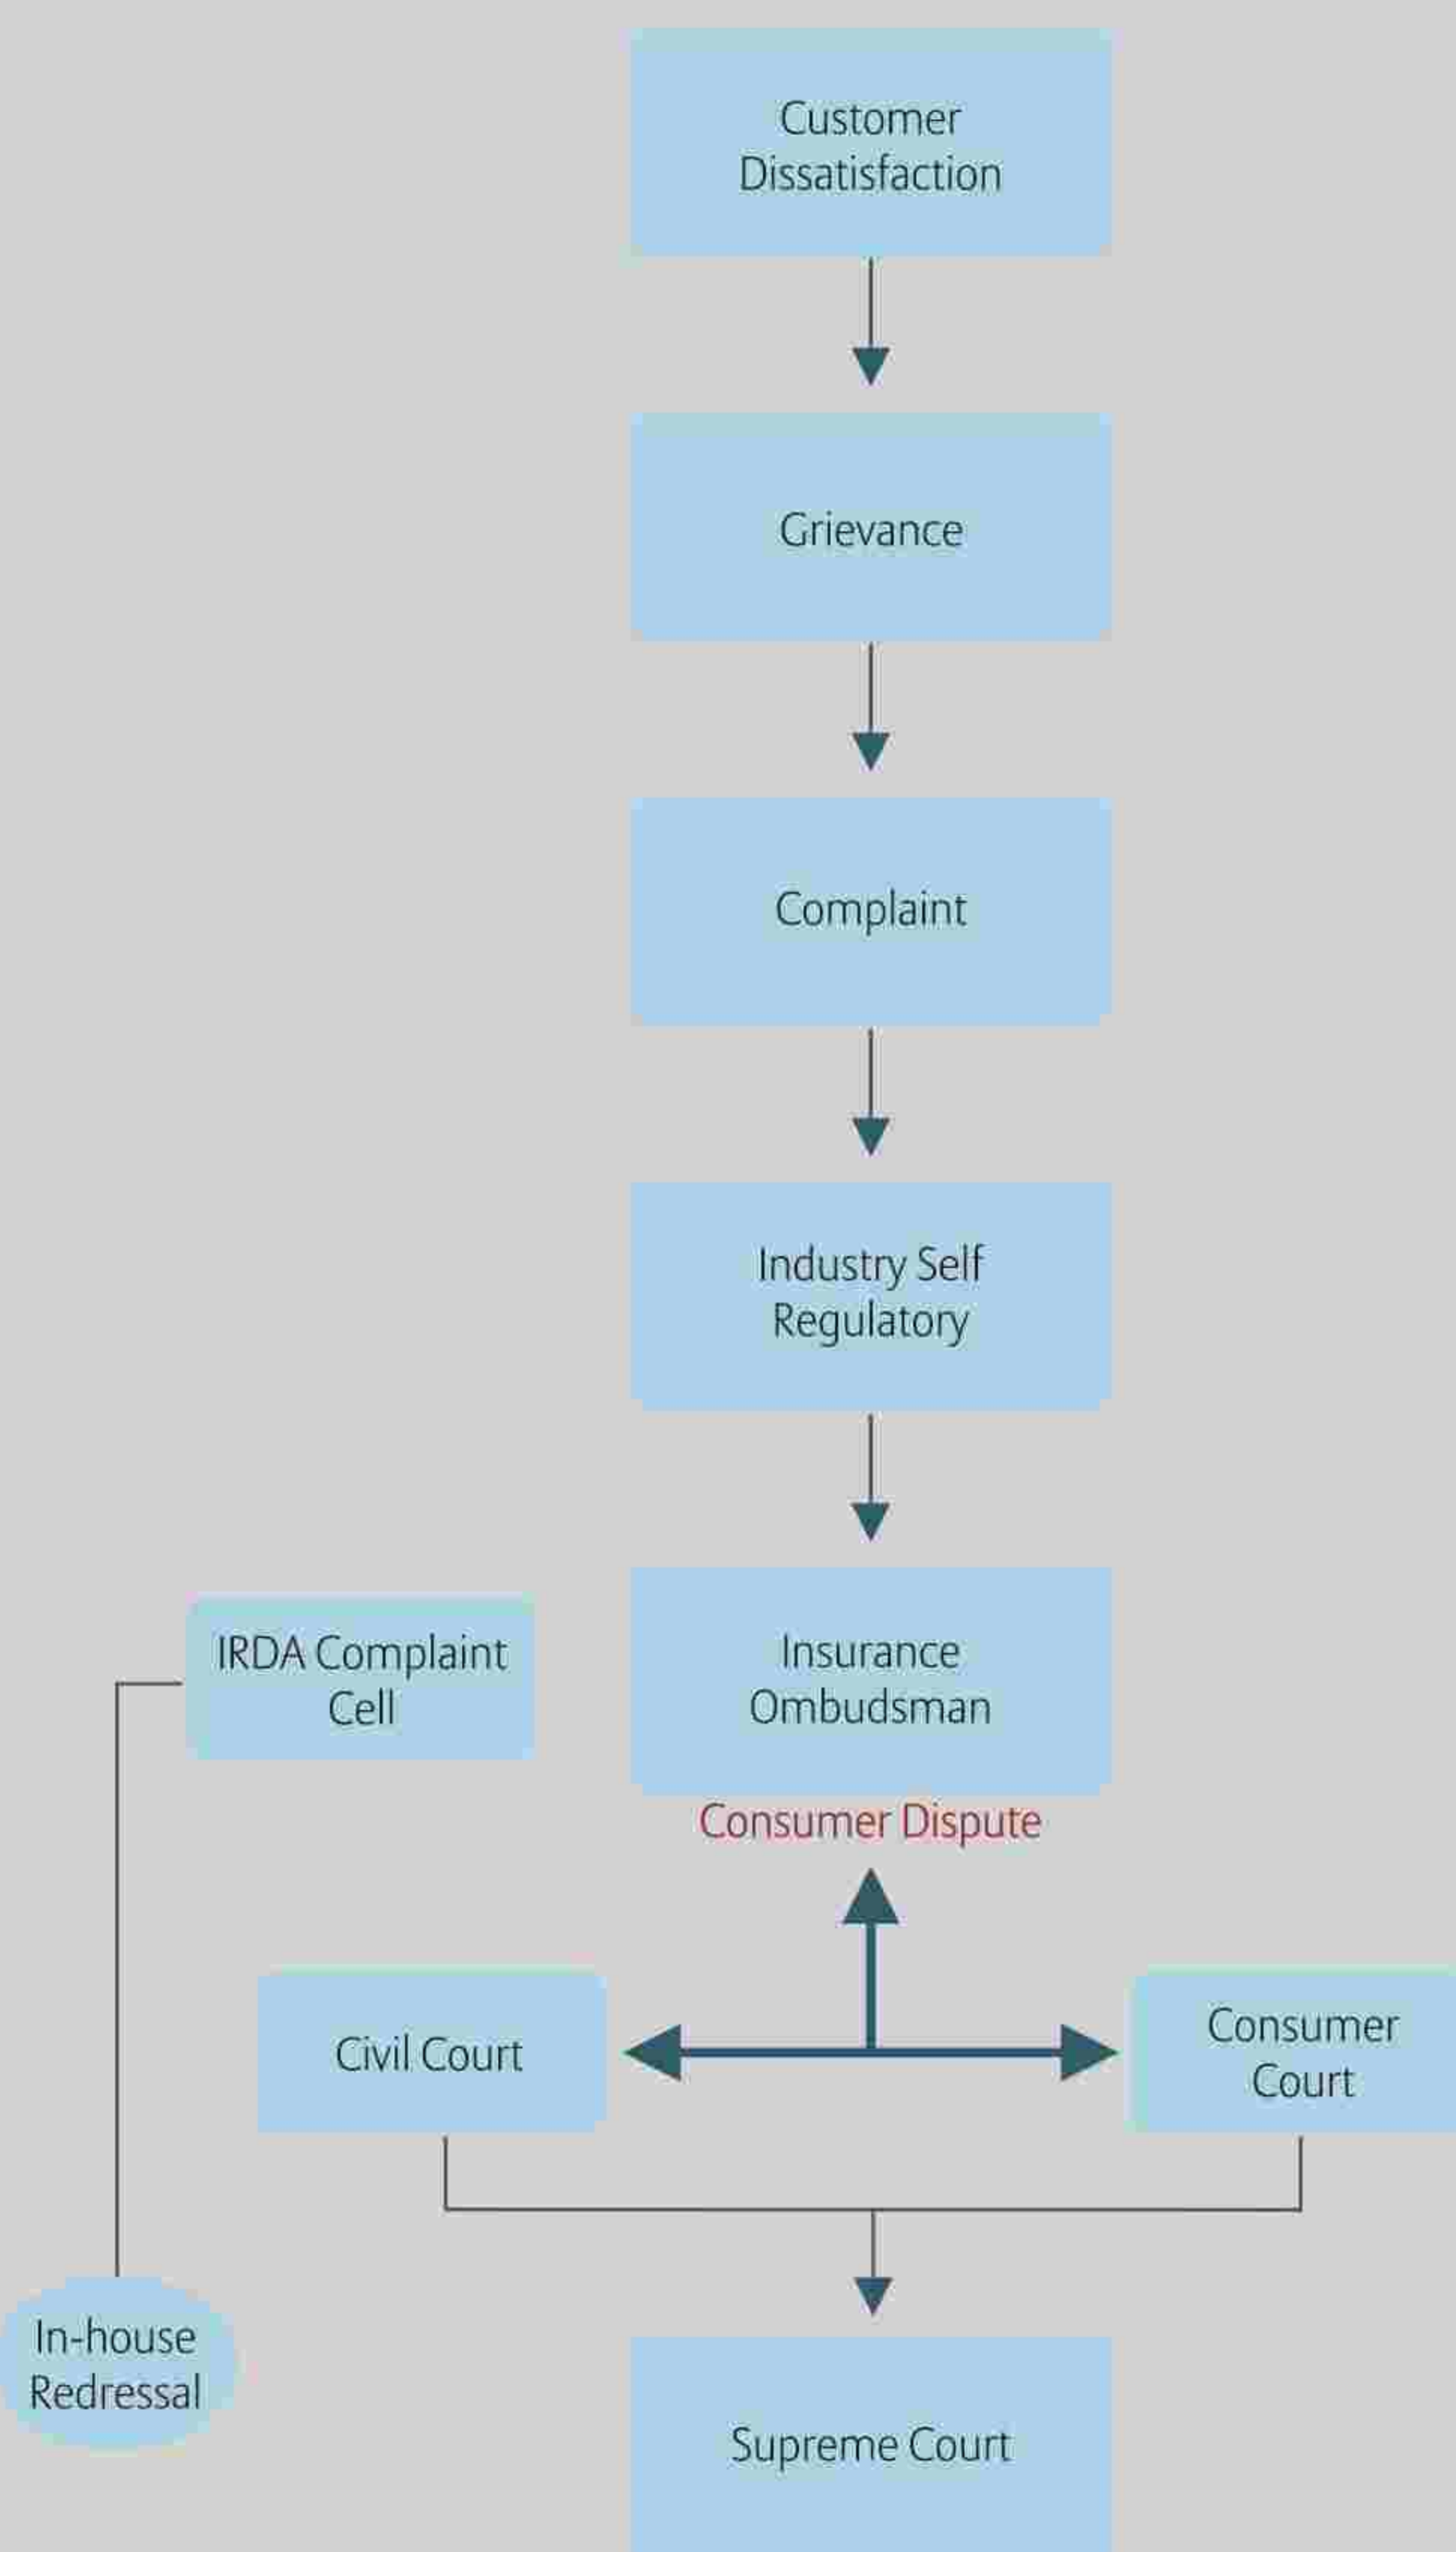 Customer
Dissatisfaction
Grievance
Complaint
Industry Self
Regulatory
IRDA Complaint
Cell
Insurance
Ombudsman
Consumer Dispute
Civil Court
Consumer
Court
In-house
Redressal
Supreme Court